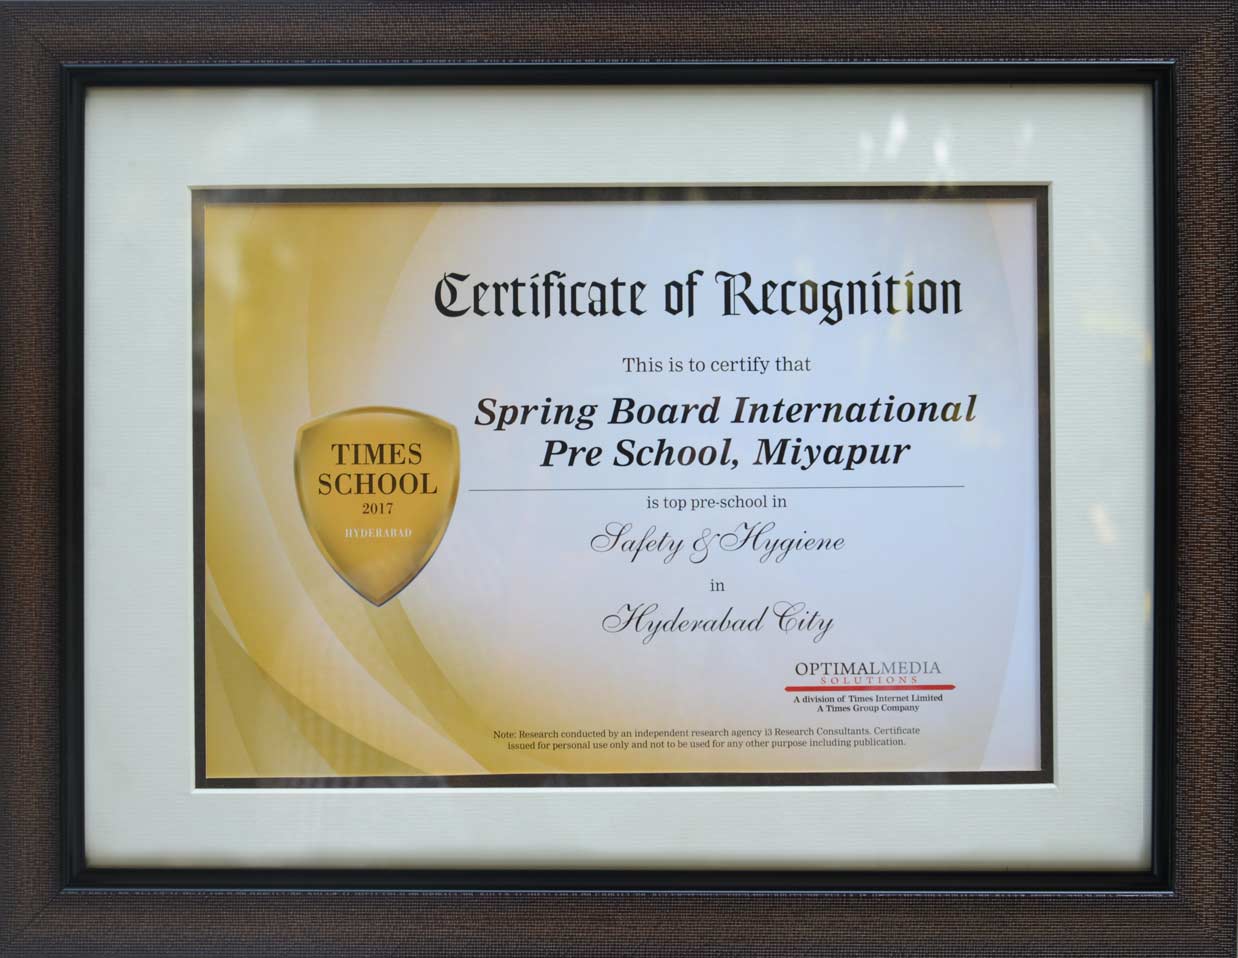 Certificate of Recognition
This is to certify that
Spring Board International
Pre School, Miyapur
TIMES
SCHOOL
2017
HYDERABAD
is top pre-school in
Safety & Hygiene
in
Hyderabad City
OPTIMALMEDIA
SOLUTIONS
A division of Times Internet Limited
A Times Group Company
Note: Research conducted by an independent research agency i3 Research Consultants. Certificate
issued for personal use only and not to be used for any other purpose including publication.